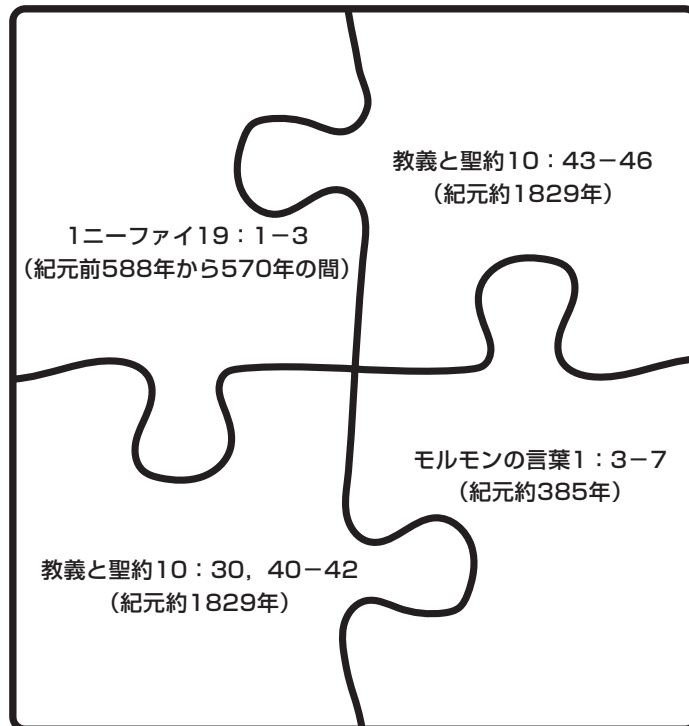 1ニーファイ19：1－3
（紀元前588年から570年の間）
教義と聖約10：43－46
（紀元約1829年）
教義と聖約10：30，40－42
（紀元約1829年）
モルモンの言葉1：3－7
（紀元約385年）